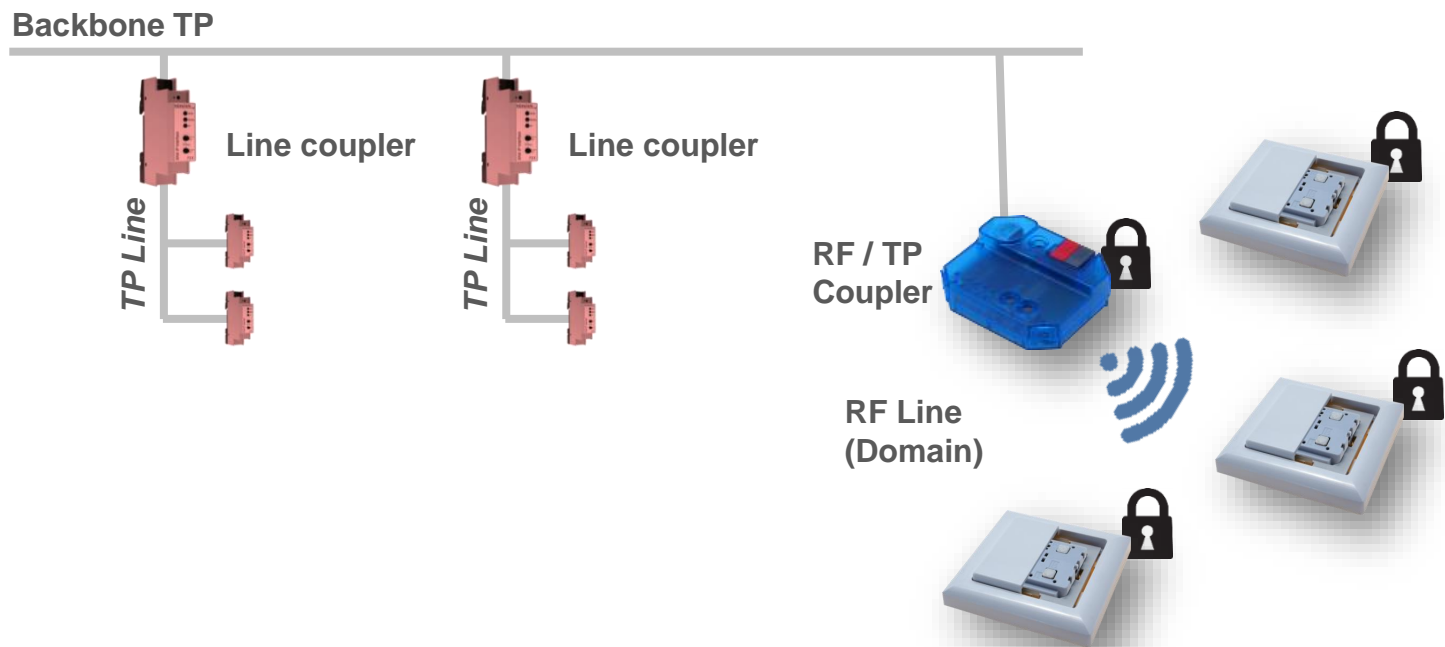 Backbone TP
Line coupler
Line coupler
TP Line
TP Line
RF / TP
Coupler
RF Line
(Domain)